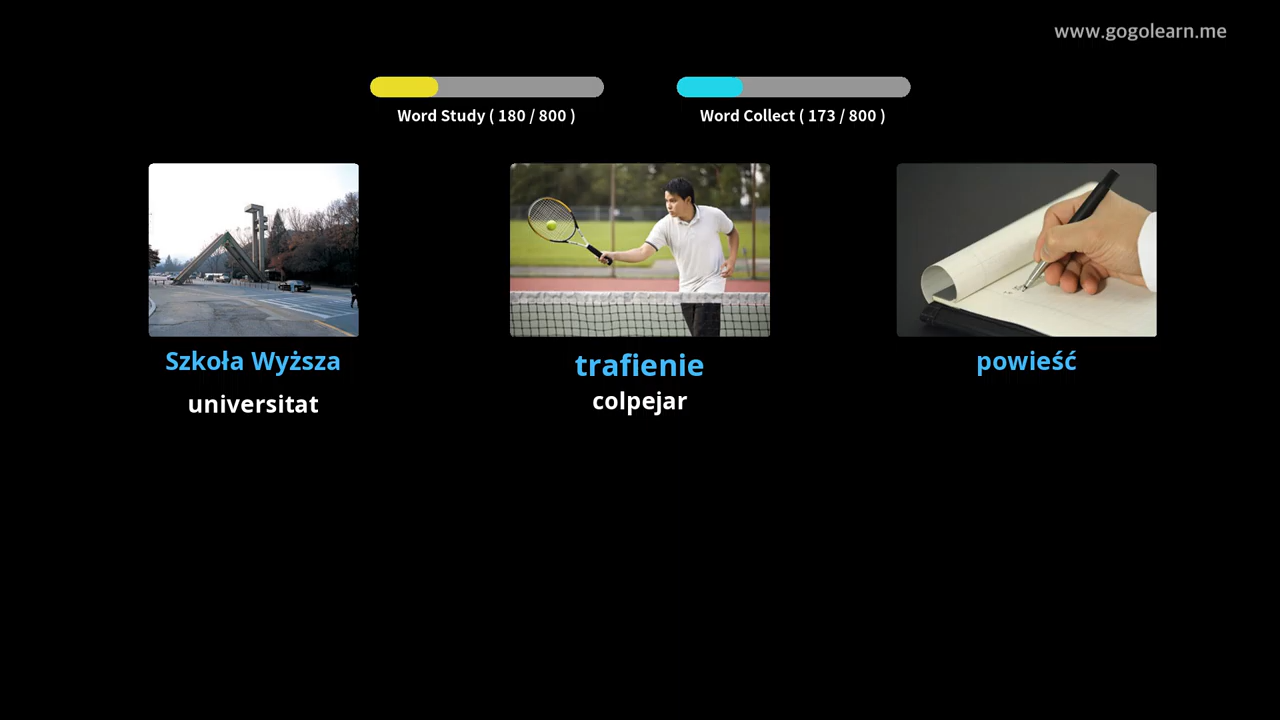 www.gogolearn.me
Word Study ( 180 / 800 )
Word Collect ( 173 / 800 )
Szkoła Wyższa
universitat
trafienie
colpejar
powieść